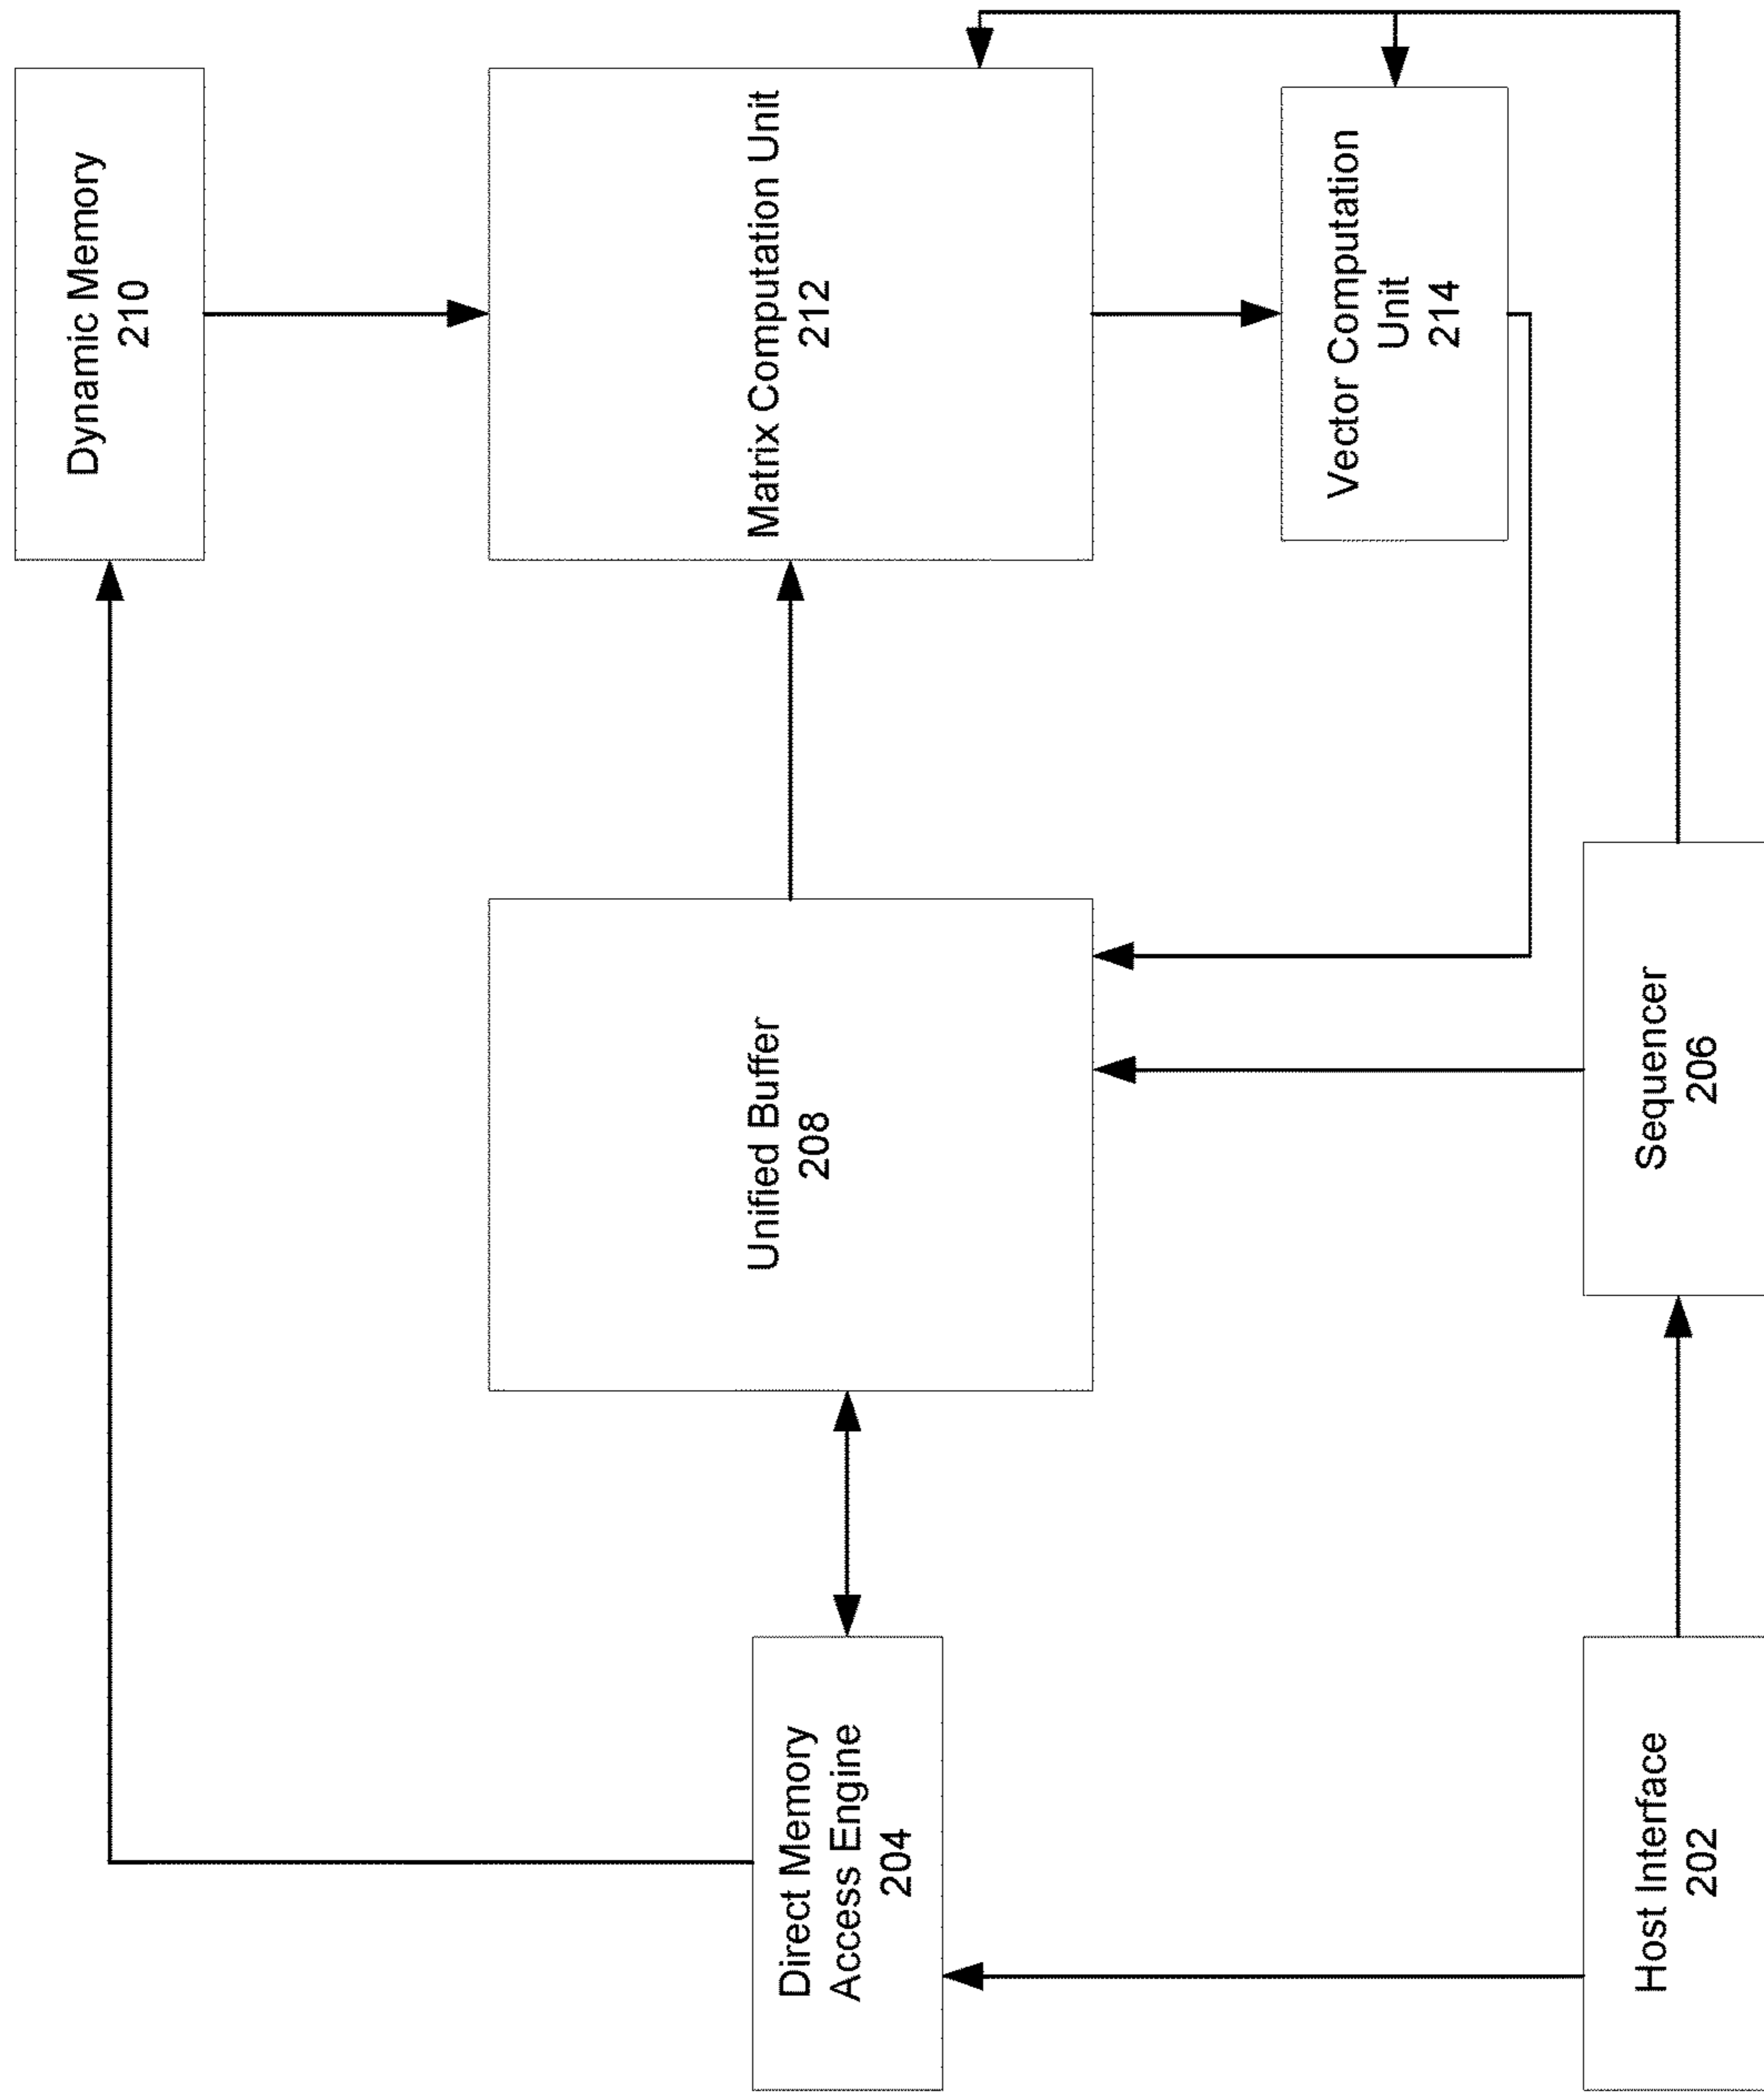 Dynamic Memory
210
Matrix Computation Unit
212
Vector Computation
Unit
214
Unified Buffer
208
Sequencer
206
Direct Memory
Access Engine
204
Host Interface
202